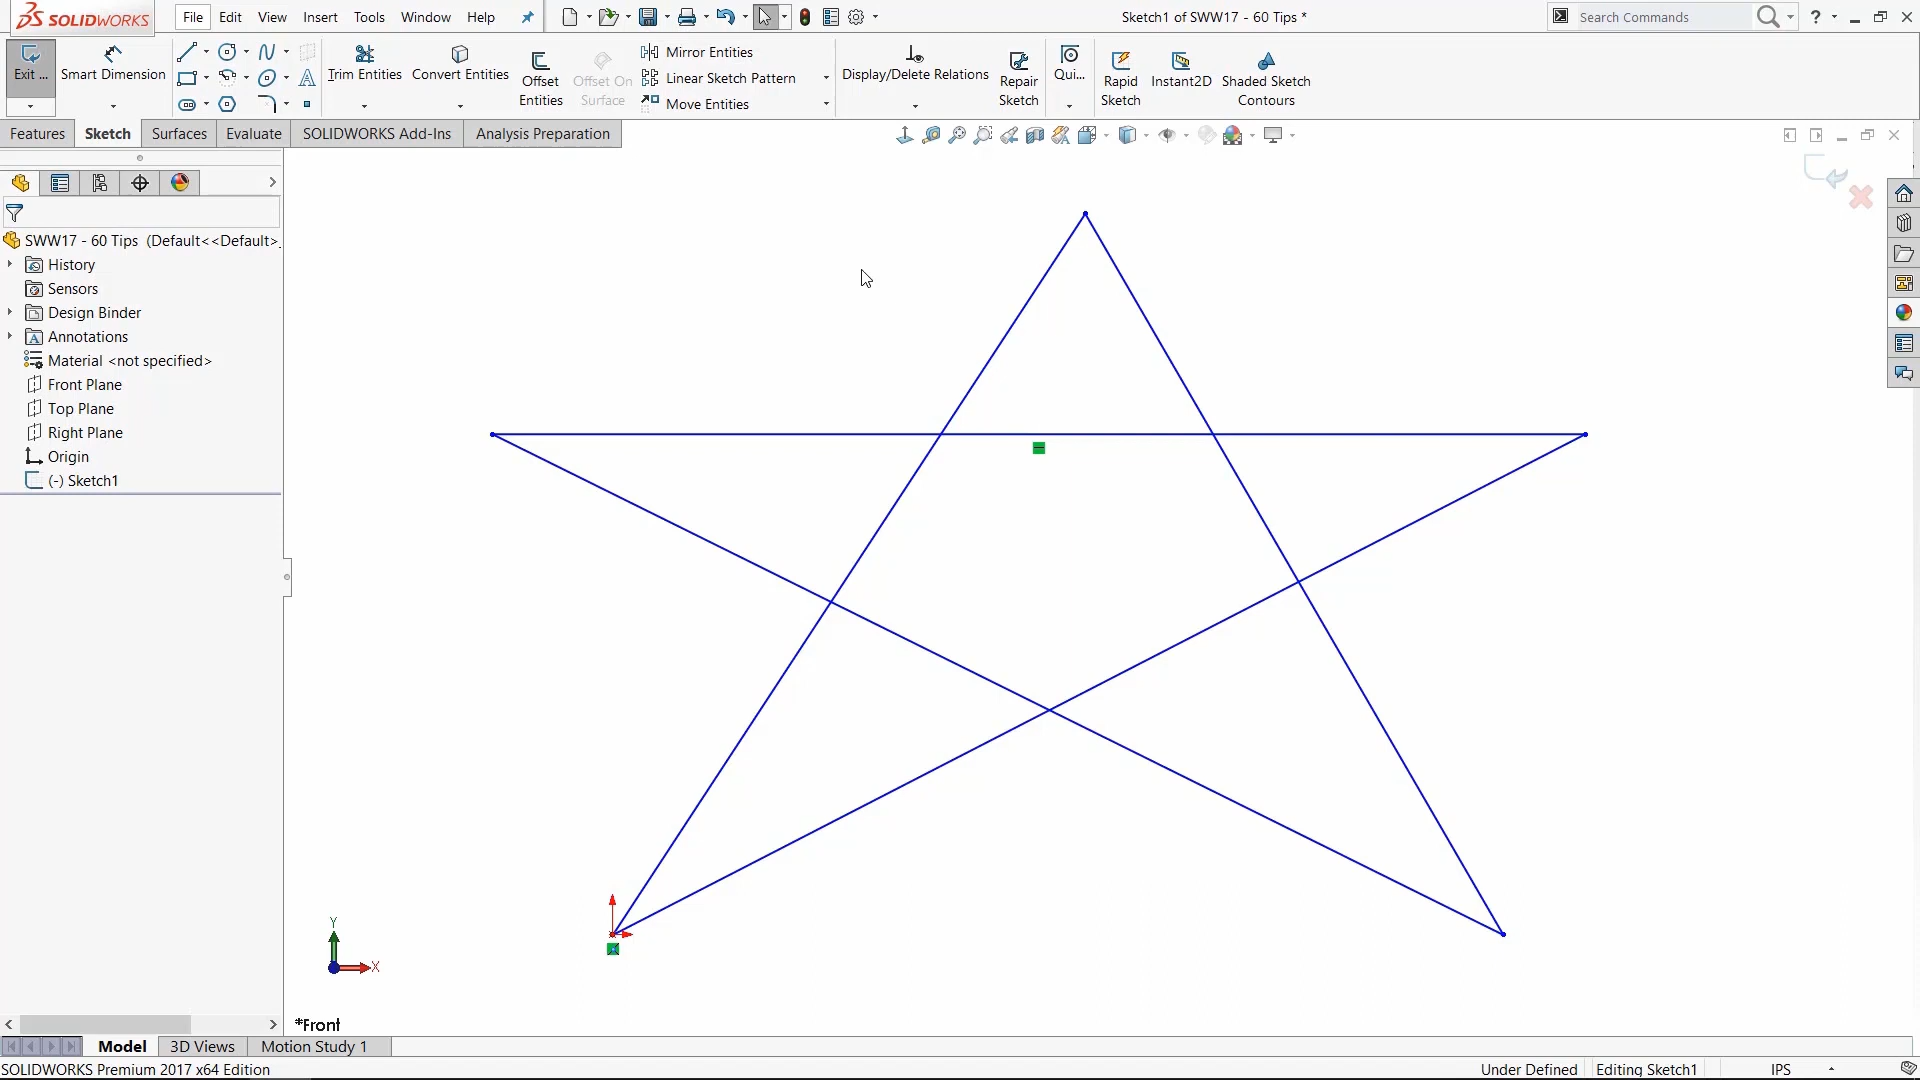 SOLIDWORKS File Edit View Insert Tools Window Help Sketch1 of SWW17 - 60 Tips * Search Commands ?
Exit ... Smart Dimension Trim Entities Convert Entities Offset Entities Offset On Surface Mirror Entities Linear Sketch Pattern Move Entities Display/Delete Relations Repair Sketch Qui... Rapid Sketch Instant2D Shaded Sketch Contours
Features Sketch Surfaces Evaluate SOLIDWORKS Add-Ins Analysis Preparation
SWW17 - 60 Tips (Default<<Default>_
History
Sensors
Design Binder
Annotations
Material <not specified>
Front Plane
Top Plane
Right Plane
Origin
(-) Sketch1
Y
X
*Front
Model 3D Views Motion Study 1
SOLIDWORKS Premium 2017 x64 Edition Under Defined Editing Sketch1 IPS